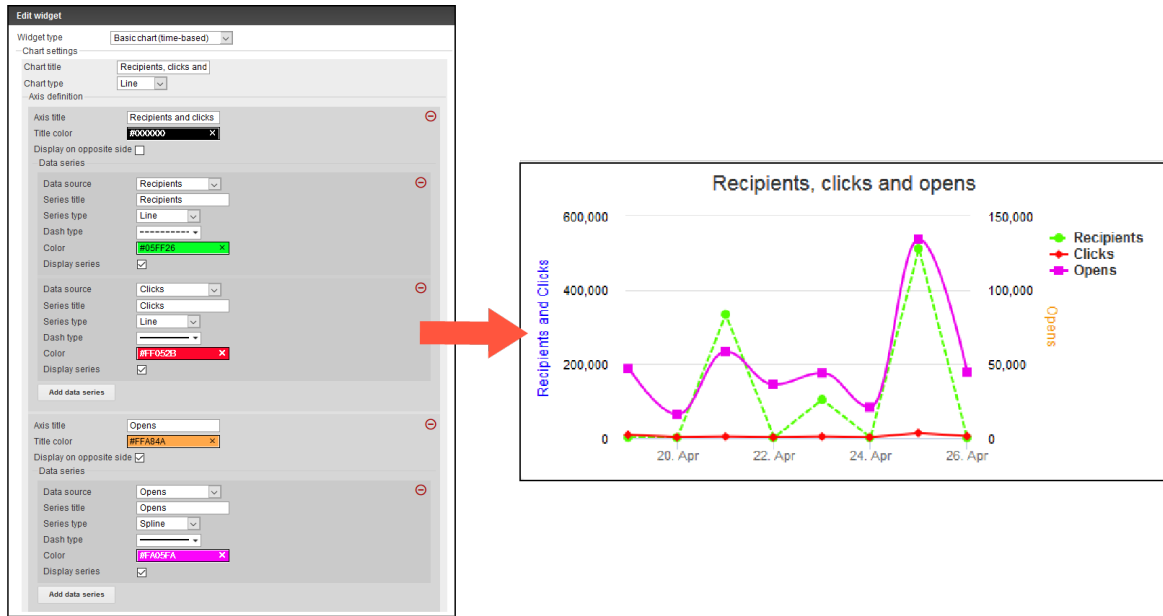 Edit widget
Widget type Basic chart (time-based)
Chart settings
Chart title Recipients, clicks and
Chart type Line
Axis definition
Axis title Recipients and clicks
Title color #000000 ×
Display on opposite side
Data series
Data source Recipients
Series title Recipients
Series type Line
Dash type
Color #05FF26 ×
Display series
Data source Clicks
Series title Clicks
Series type Line
Dash type
Color #FF052B ×
Display series
Add data series
Axis title Opens
Title color #FFA84A ×
Display on opposite side
Data series
Data source Opens
Series title Opens
Series type Spline
Dash type
Color #FA05FA ×
Display series
Add data series
Recipients, clicks and opens
600,000
400,000
200,000
0
Recipients and Clicks
150,000
100,000
50,000
0
Opens
20. Apr
22. Apr
24. Apr
26. Apr
Recipients
Clicks
Opens